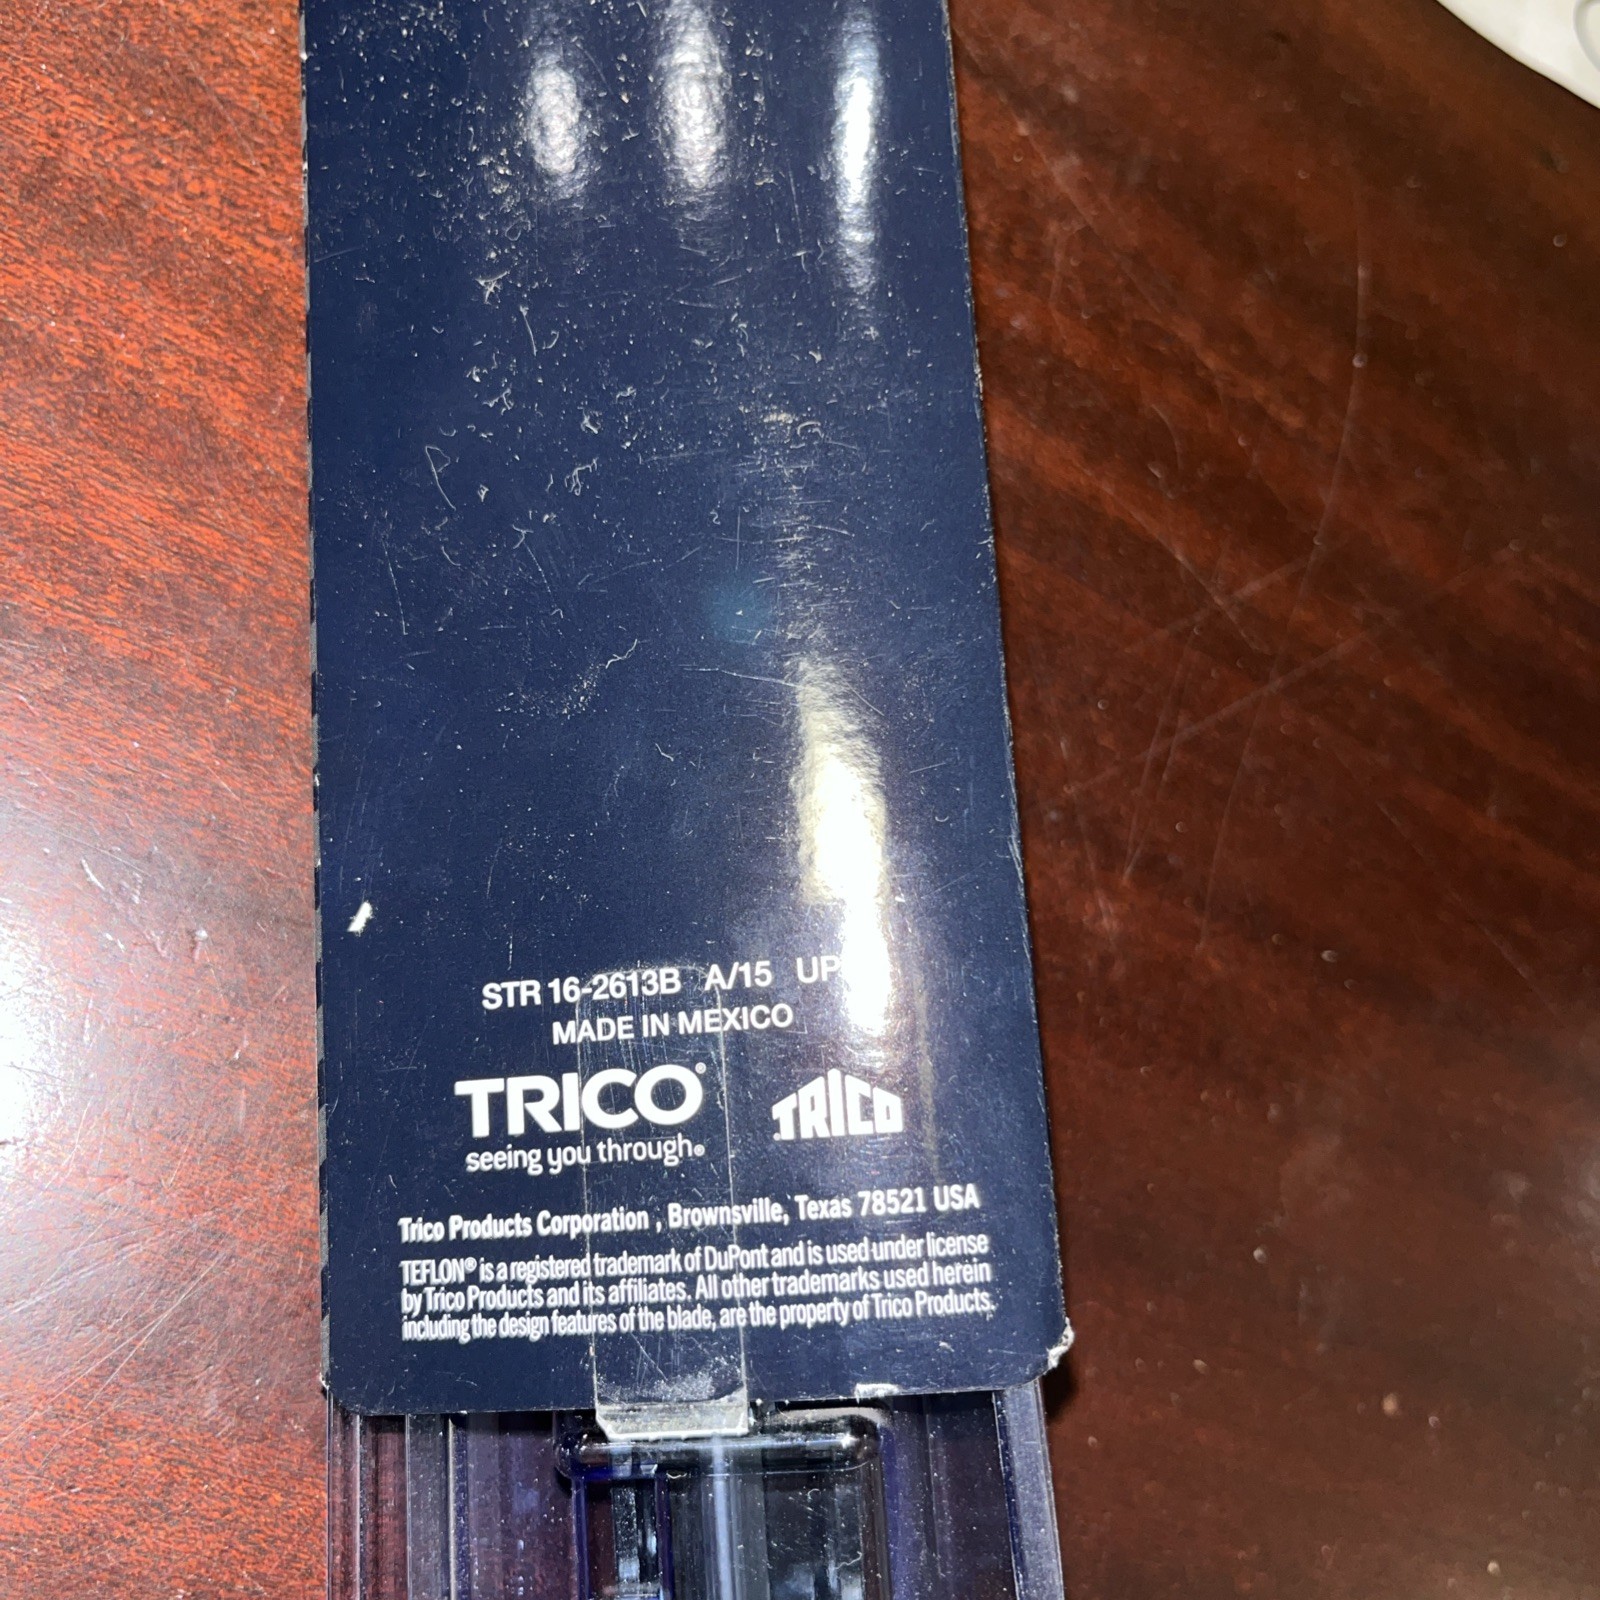 STR 16-2613B A/15 UP
MADE IN MEXICO
TRICO®
seeing you through®
TRICO
Trico Products Corporation , Brownsville, Texas 78521 USA
TEFLON® is a registered trademark of DuPont and is used under license
by Trico Products and its affiliates. All other trademarks used herein
including the design features of the blade, are the property of Trico Products.